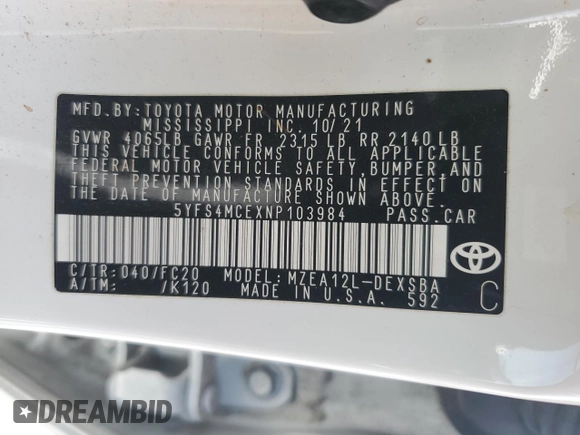 MFD.BY:TOYOTA MOTOR MANUFACTURING
MISSISSIPPI, INC. 10/21
GVWR 4065LB GAWR FR 2315 LB RR 2140 LB
THIS VEHICLE CONFORMS TO ALL APPLICABLE
FEDERAL MOTOR VEHICLE SAFETY, BUMPER, AND
THEFT PREVENTION STANDARDS IN EFFECT ON
THE DATE OF MANUFACTURE SHOWN ABOVE.
5YFS4MCEXNP103984 PASS.CAR
C/TR:040/FC20 MODEL:MZEA12L-DEXSBA
A/TM: /K120 MADE IN U.S.A. 592
C
DREAMBID